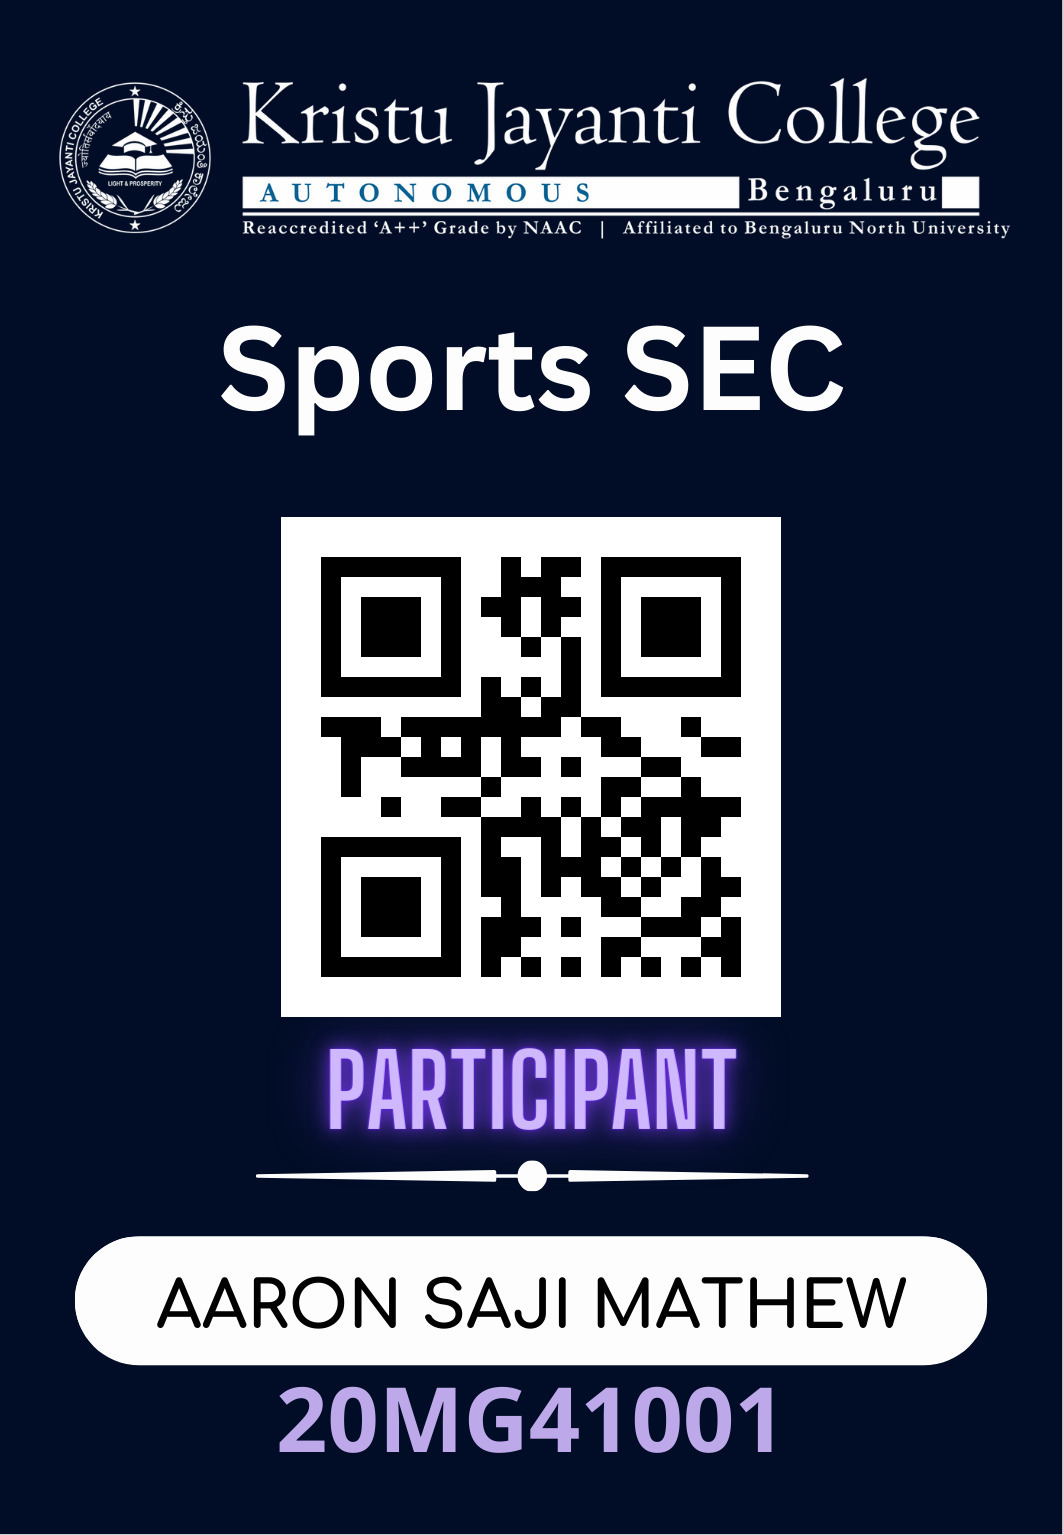 Kristu Jayanti College
AUTONOMOUS Bengaluru
Reaccredited ‘A++’ Grade by NAAC | Affiliated to Bengaluru North University
KRISTU JAYANTI COLLEGE
ಕ್ರಿಸ್ತು ಜಯಂತಿ ಕಾಲೇಜು
LIGHT & PROSPERITY
Sports SEC
PARTICIPANT
AARON SAJI MATHEW
20MG41001